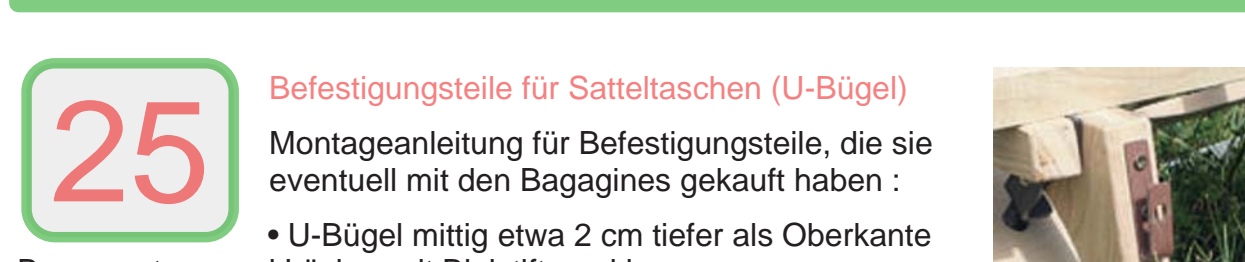 25
Befestigungsteile für Satteltaschen (U-Bügel)
Montageanleitung für Befestigungsteile, die sie
eventuell mit den Bagagines gekauft haben :
• U-Bügel mittig etwa 2 cm tiefer als Oberkante